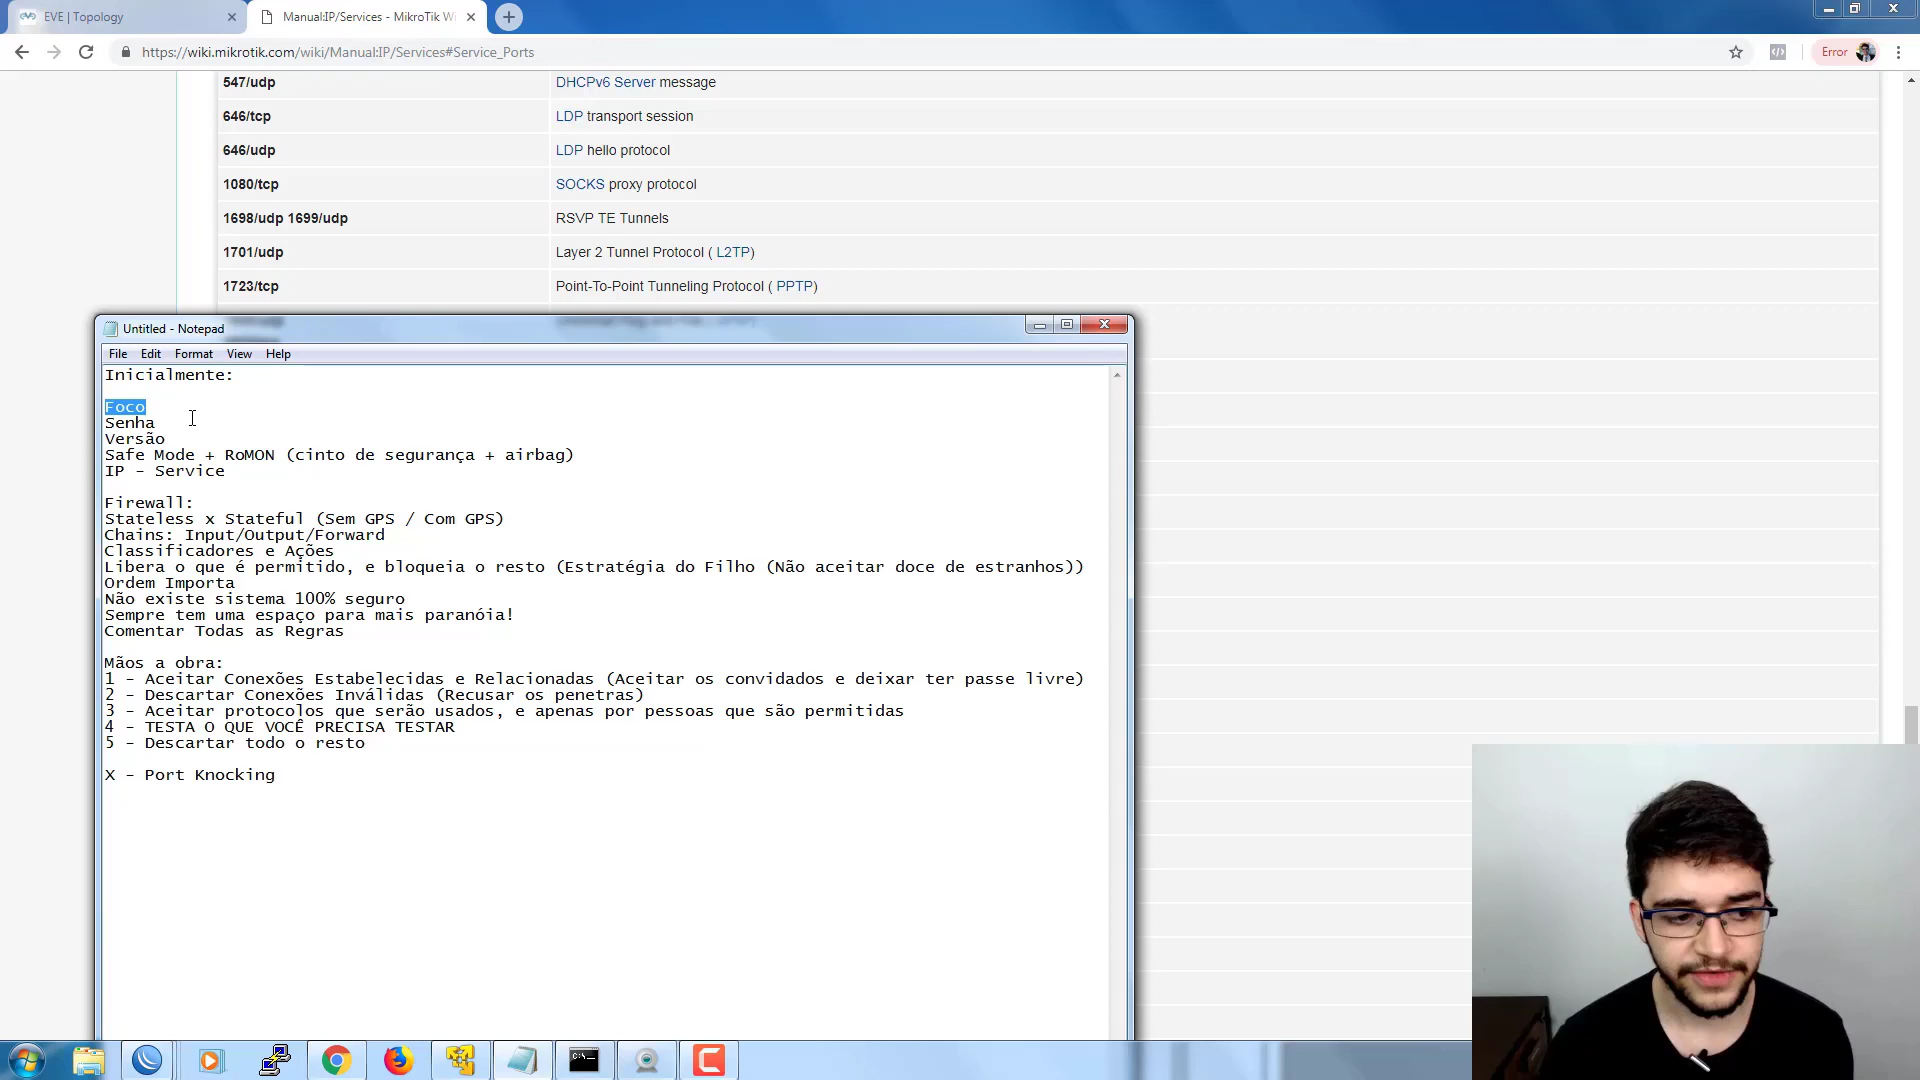 EVE | Topology
Manual:IP/Services - MikroTik Wi
https://wiki.mikrotik.com/wiki/Manual:IP/Services#Service_Ports
Error
547/udp DHCPv6 Server message
646/tcp LDP transport session
646/udp LDP hello protocol
1080/tcp SOCKS proxy protocol
1698/udp 1699/udp RSVP TE Tunnels
1701/udp Layer 2 Tunnel Protocol ( L2TP)
1723/tcp Point-To-Point Tunneling Protocol ( PPTP)
Untitled - Notepad
File Edit Format View Help
Inicialmente:
Foco
Senha
Versão
Safe Mode + RoMON (cinto de segurança + airbag)
IP - Service
Firewall:
Stateless x Stateful (Sem GPS / Com GPS)
Chains: Input/Output/Forward
Classificadores e Ações
Libera o que é permitido, e bloqueia o resto (Estratégia do Filho (Não aceitar doce de estranhos))
Ordem Importa
Não existe sistema 100% seguro
Sempre tem uma espaço para mais paranóia!
Comentar Todas as Regras
Mãos a obra:
1 - Aceitar Conexões Estabelecidas e Relacionadas (Aceitar os convidados e deixar ter passe livre)
2 - Descartar Conexões Inválidas (Recusar os penetras)
3 - Aceitar protocolos que serão usados, e apenas por pessoas que são permitidas
4 - TESTA O QUE VOCÊ PRECISA TESTAR
5 - Descartar todo o resto
X - Port Knocking